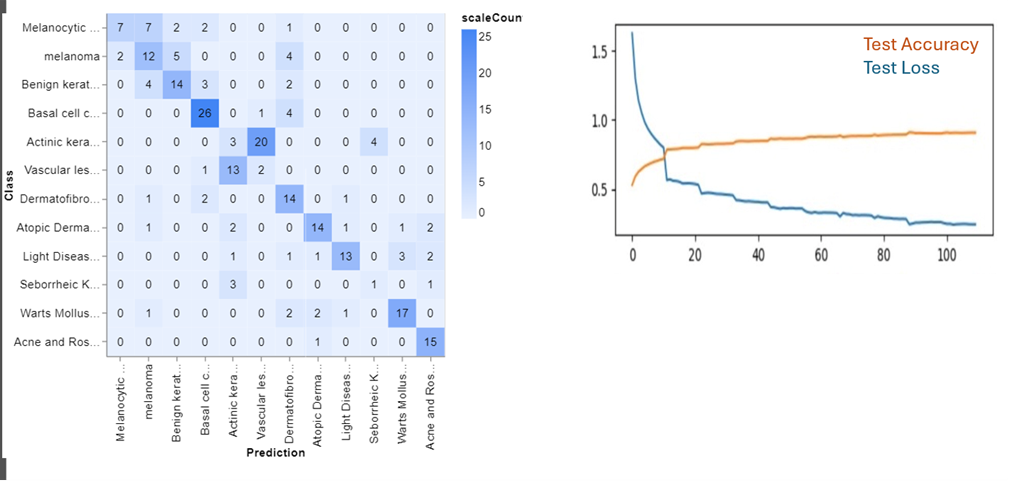 scaleCoun
Melanocytic ... 7 7 2 2 0 0 1 0 0 0 0 0
melanoma 2 12 5 0 0 0 4 0 0 0 0 0
Benign kerat... 0 4 14 3 0 0 2 0 0 0 0 0
Basal cell c... 0 0 0 26 0 1 4 0 0 0 0 0
Actinic kera... 0 0 0 0 3 20 0 0 0 4 0 0
Vascular les... 0 0 0 1 13 2 0 0 0 0 0 0
Dermatofibro... 0 1 0 2 0 0 14 0 1 0 0 0
Atopic Derma... 0 1 0 0 2 0 0 14 1 0 1 2
Light Diseas... 0 0 0 0 1 0 1 1 13 0 3 2
Seborrheic K... 0 0 0 0 3 0 0 0 0 1 0 1
Warts Mollus... 0 1 0 0 0 0 2 2 1 0 17 0
Acne and Ros... 0 0 0 0 0 0 0 1 0 0 0 15
Class
Melanocytic ...
melanoma
Benign kerat...
Basal cell c...
Actinic kera...
Vascular les...
Dermatofibro...
Atopic Derma...
Light Diseas...
Seborrheic K...
Warts Mollus...
Acne and Ros...
Prediction
25
20
15
10
5
0
Test Accuracy
Test Loss
1.5
1.0
0.5
0 20 40 60 80 100